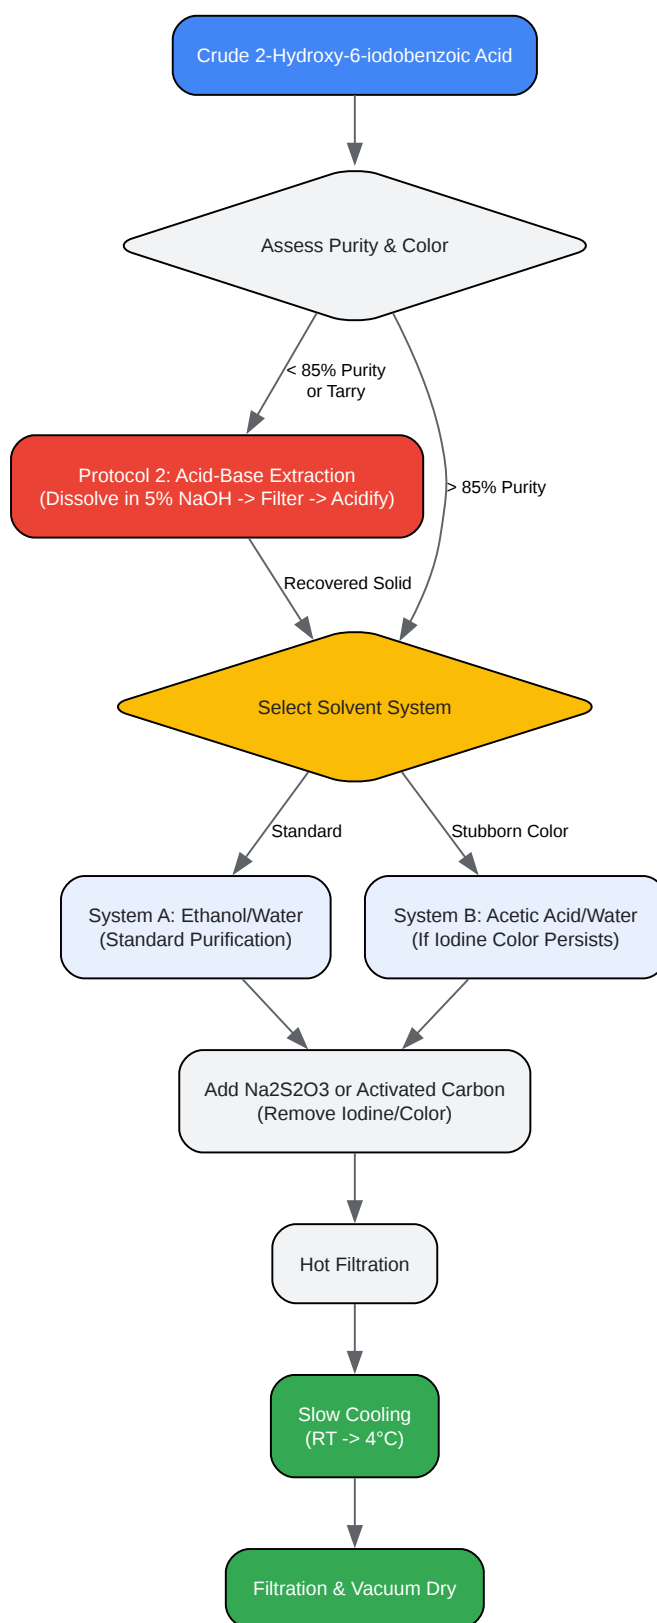 Crude 2-Hydroxy-6-iodobenzoic Acid
Assess Purity & Color
< 85% Purity
or Tarry
Protocol 2: Acid-Base Extraction
(Dissolve in 5% NaOH -> Filter -> Acidify)
> 85% Purity
Recovered Solid
Select Solvent System
Standard
Stubborn Color
System A: Ethanol/Water
(Standard Purification)
System B: Acetic Acid/Water
(If Iodine Color Persists)
Add Na2S2O3 or Activated Carbon
(Remove Iodine/Color)
Hot Filtration
Slow Cooling
(RT -> 4°C)
Filtration & Vacuum Dry